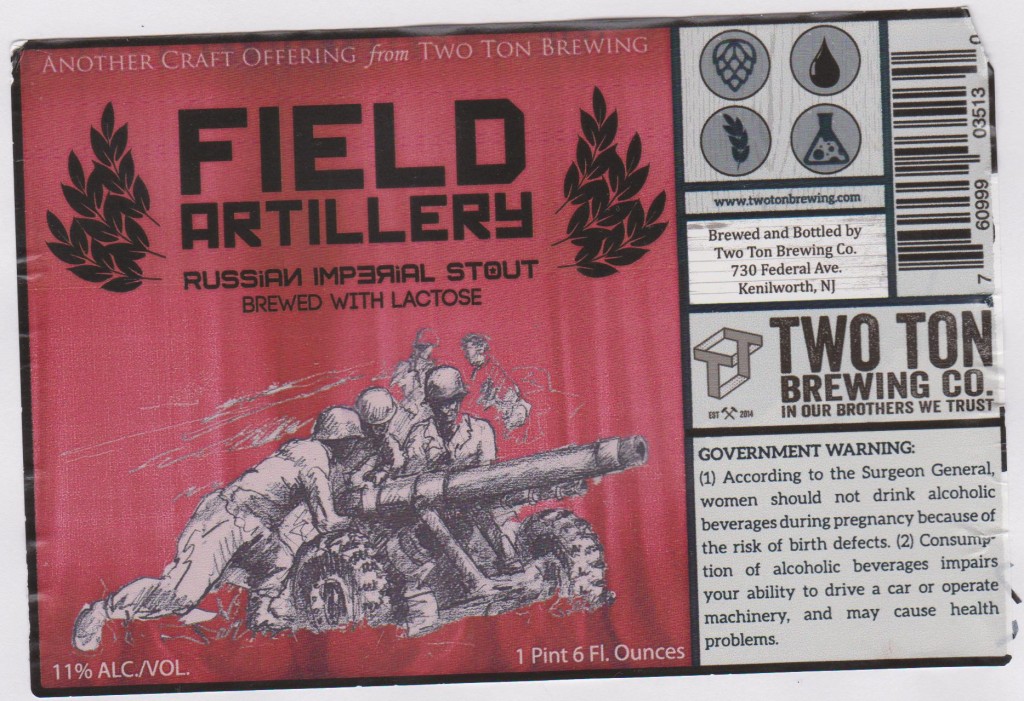 ANOTHER CRAFT OFFERING from TWO TON BREWING
FIELD
ARTILLERY
RUSSIAN IMPERIAL STOUT
BREWED WITH LACTOSE
11% ALC./VOL.
1 Pint 6 Fl. Ounces
www.twotonbrewing.com
Brewed and Bottled by
Two Ton Brewing Co.
730 Federal Ave.
Kenilworth, NJ
7 60999 03513 0
TT
TWO TON
BREWING CO.
EST 2014
IN OUR BROTHERS WE TRUST
GOVERNMENT WARNING:
(1) According to the Surgeon General,
women should not drink alcoholic
beverages during pregnancy because of
the risk of birth defects. (2) Consump-
tion of alcoholic beverages impairs
your ability to drive a car or operate
machinery, and may cause health
problems.